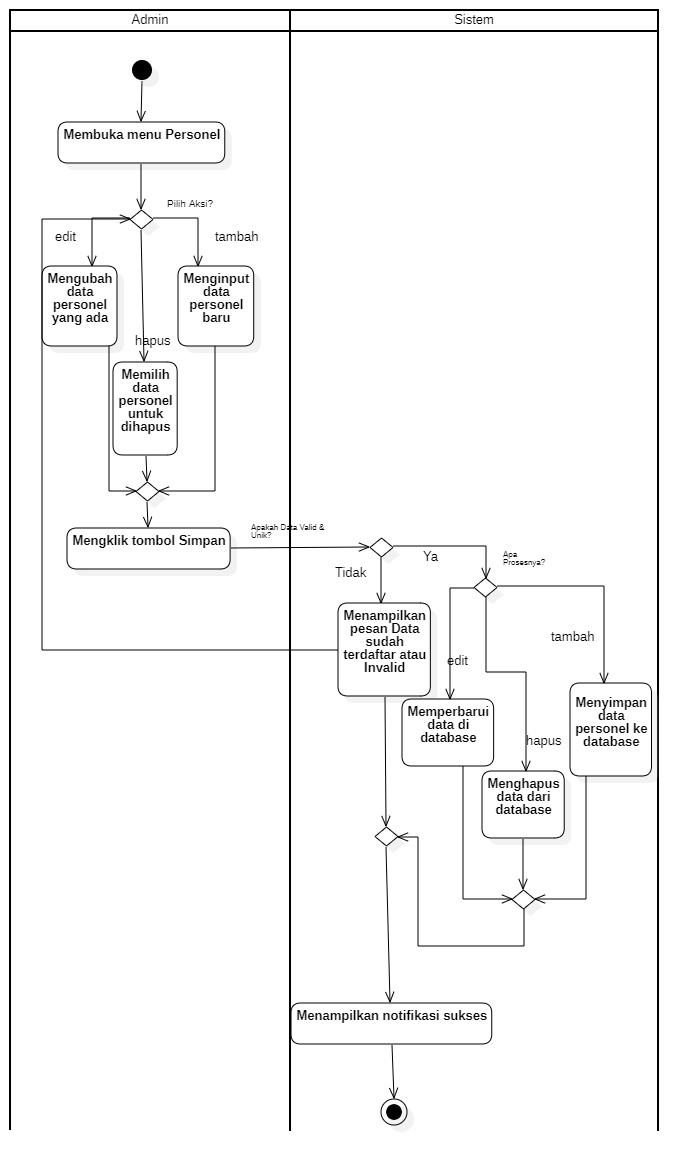 Admin
Sistem
Membuka menu Personel
Pilih Aksi?
edit
tambah
Mengubah
data
personel
yang ada
Menginput
data
personel
baru
hapus
Memilih
data
personel
untuk
dihapus
Mengklik tombol Simpan
Apakah Data Valid &
Unik?
Ya
Apa
Prosesnya?
Tidak
Menampilkan
pesan Data
sudah
terdaftar atau
Invalid
edit
tambah
Memperbarui
data di
database
hapus
Menyimpan
data
personel ke
database
Menghapus
data dari
database
Menampilkan notifikasi sukses